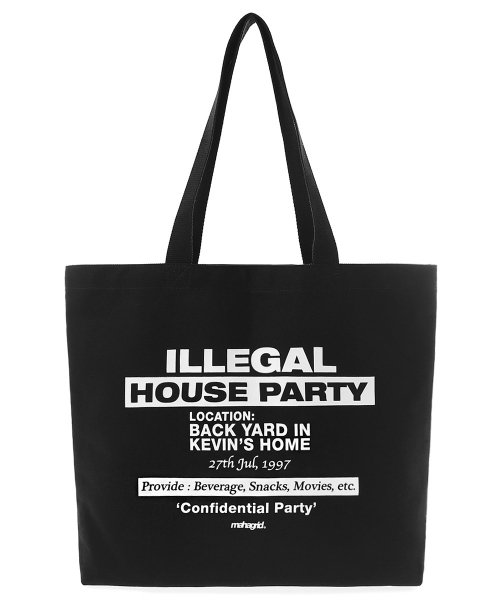 ILLEGAL
HOUSE PARTY
LOCATION:
BACK YARD IN
KEVIN'S HOME
27th Jul, 1997
Provide : Beverage, Snacks, Movies, etc.
‘Confidential Party’
mahagrid.